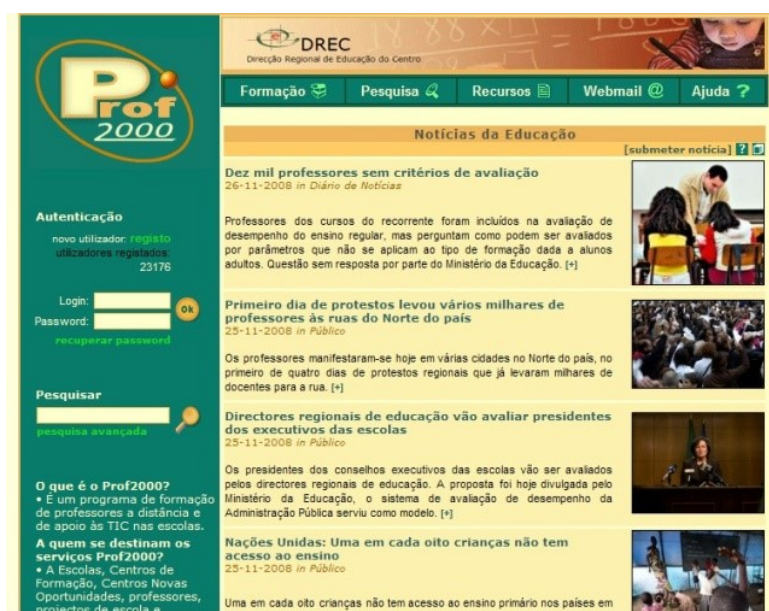 Prof
2000
DREC
Direcção Regional de Educação do Centro
Formação
Pesquisa
Recursos
Webmail @
Ajuda ?
Autenticação
novo utilizador: registo
utilizadores registados:
23176
Login:
Ok
Password:
recuperar password
Pesquisar
pesquisa avançada
O que é o Prof2000?
• É um programa de formação
de professores a distância e
de apoio às TIC nas escolas.
A quem se destinam os
serviços Prof2000?
• A Escolas, Centros de
Formação, Centros Novas
Oportunidades, professores,
projectos de escola e
Notícias da Educação
[submeter notícia] ?
Dez mil professores sem critérios de avaliação
26-11-2008 in Diário de Notícias
Professores dos cursos do recorrente foram incluídos na avaliação de
desempenho do ensino regular, mas perguntam como podem ser avaliados
por parâmetros que não se aplicam ao tipo de formação dada a alunos
adultos. Questão sem resposta por parte do Ministério da Educação. [+]
Primeiro dia de protestos levou vários milhares de
professores às ruas do Norte do país
25-11-2008 in Público
Os professores manifestaram-se hoje em várias cidades no Norte do país, no
primeiro de quatro dias de protestos regionais que já levaram milhares de
docentes para a rua. [+]
Directores regionais de educação vão avaliar presidentes
dos executivos das escolas
25-11-2008 in Público
Os presidentes dos conselhos executivos das escolas vão ser avaliados
pelos directores regionais de educação. A proposta foi hoje divulgada pelo
Ministério da Educação, o sistema de avaliação de desempenho da
Administração Pública serviu como modelo. [+]
Nações Unidas: Uma em cada oito crianças não tem
acesso ao ensino
25-11-2008 in Público
Uma em cada oito crianças não tem acesso ao ensino primário nos países em